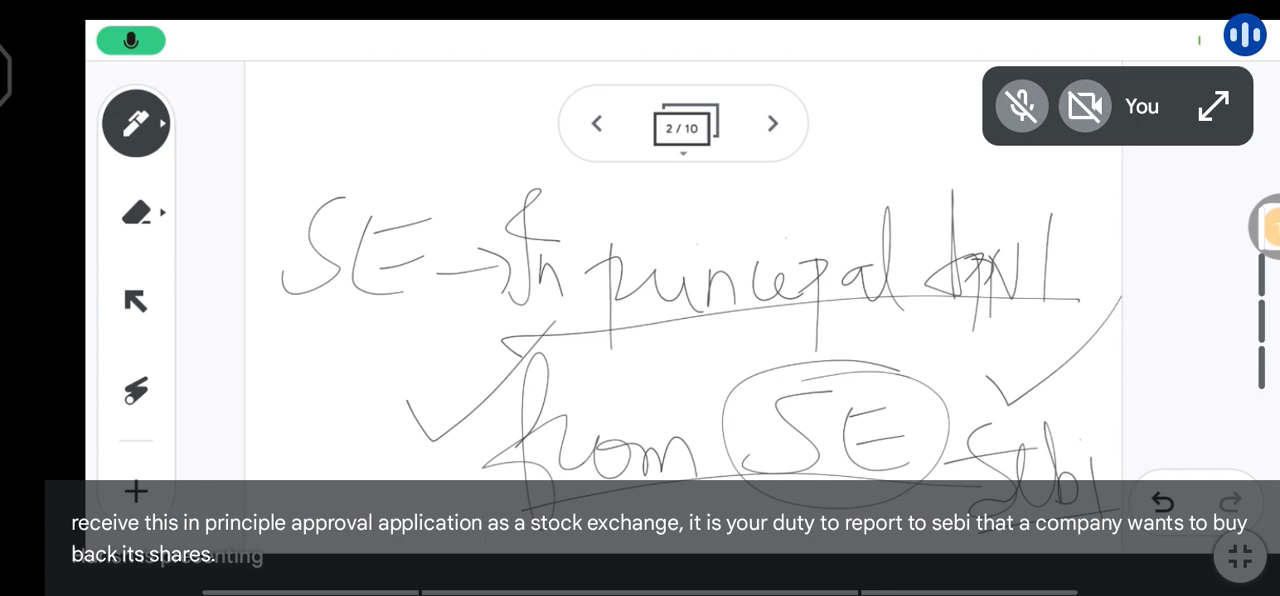 2 / 10
You
SE → In principal App
from SE Sebi
receive this in principle approval application as a stock exchange, it is your duty to report to sebi that a company wants to buy
back its shares.